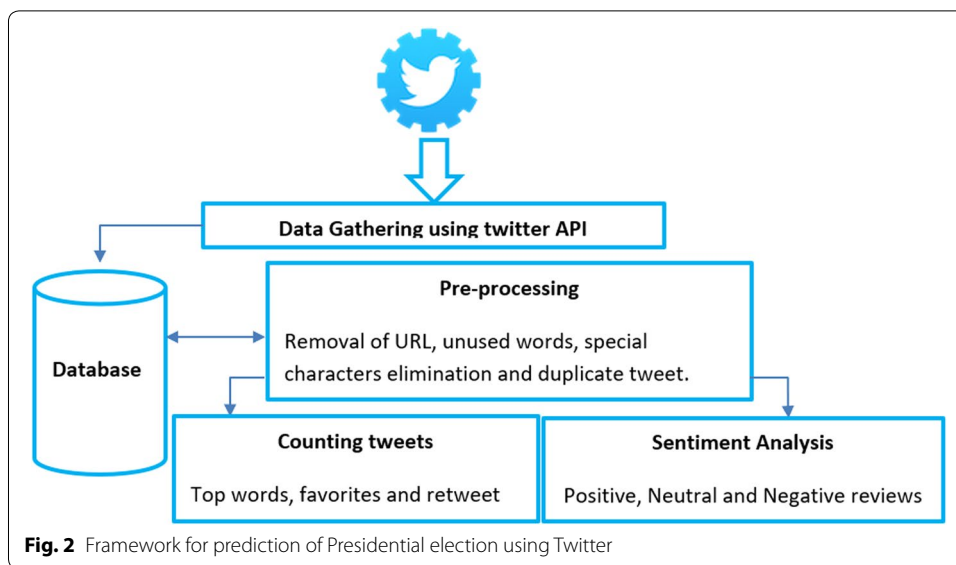 Data Gathering using twitter API
Pre-processing
Removal of URL, unused words, special
characters elimination and duplicate tweet.
Database
Counting tweets
Top words, favorites and retweet
Sentiment Analysis
Positive, Neutral and Negative reviews
Fig. 2 Framework for prediction of Presidential election using Twitter